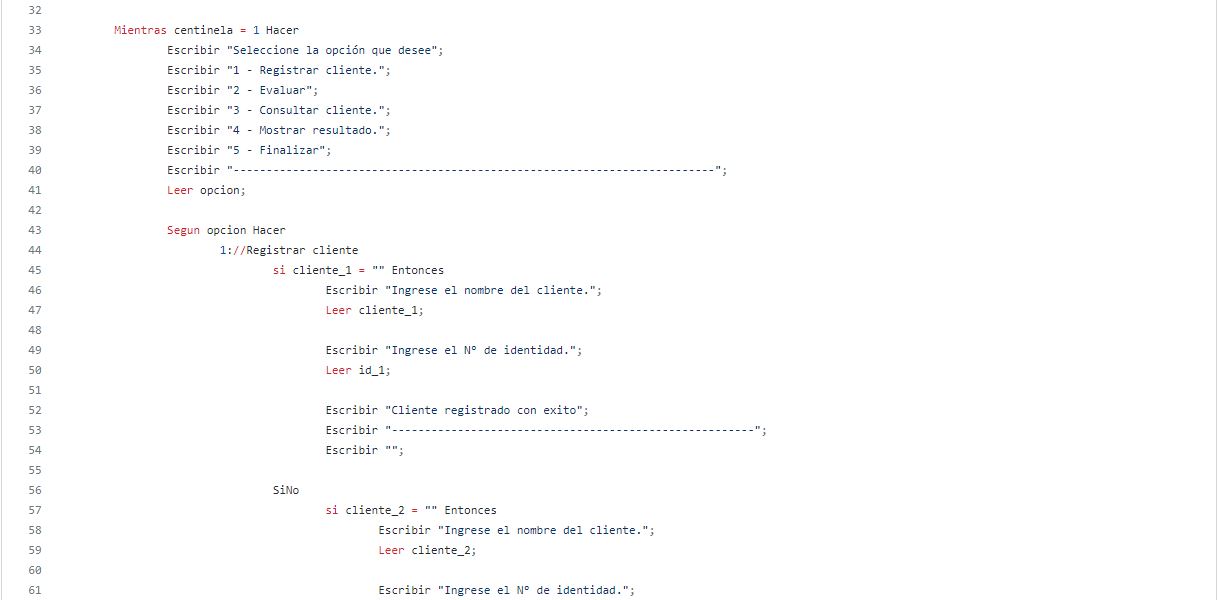 32
33 Mientras centinela = 1 Hacer
34 Escribir "Seleccione la opción que desee";
35 Escribir "1 - Registrar cliente.";
36 Escribir "2 - Evaluar";
37 Escribir "3 - Consultar cliente.";
38 Escribir "4 - Mostrar resultado.";
39 Escribir "5 - Finalizar";
40 Escribir "-------------------------------------------------------------------------";
41 Leer opcion;
42
43 Segun opcion Hacer
44 1://Registrar cliente
45 si cliente_1 = "" Entonces
46 Escribir "Ingrese el nombre del cliente.";
47 Leer cliente_1;
48
49 Escribir "Ingrese el Nº de identidad.";
50 Leer id_1;
51
52 Escribir "Cliente registrado con exito";
53 Escribir "-------------------------------------------------------";
54 Escribir "";
55
56 SiNo
57 si cliente_2 = "" Entonces
58 Escribir "Ingrese el nombre del cliente.";
59 Leer cliente_2;
60
61 Escribir "Ingrese el Nº de identidad.";